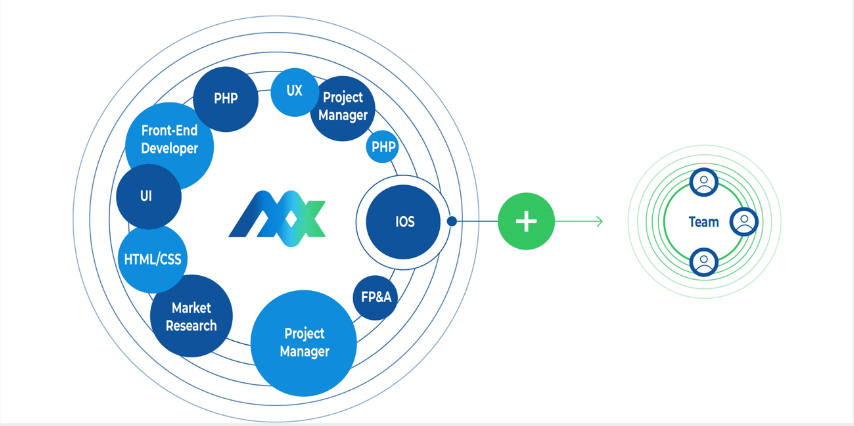 PHP
UX
Project
Manager
PHP
Front-End
Developer
UI
IOS
+
Team
HTML/CSS
FP&A
Market
Research
Project
Manager